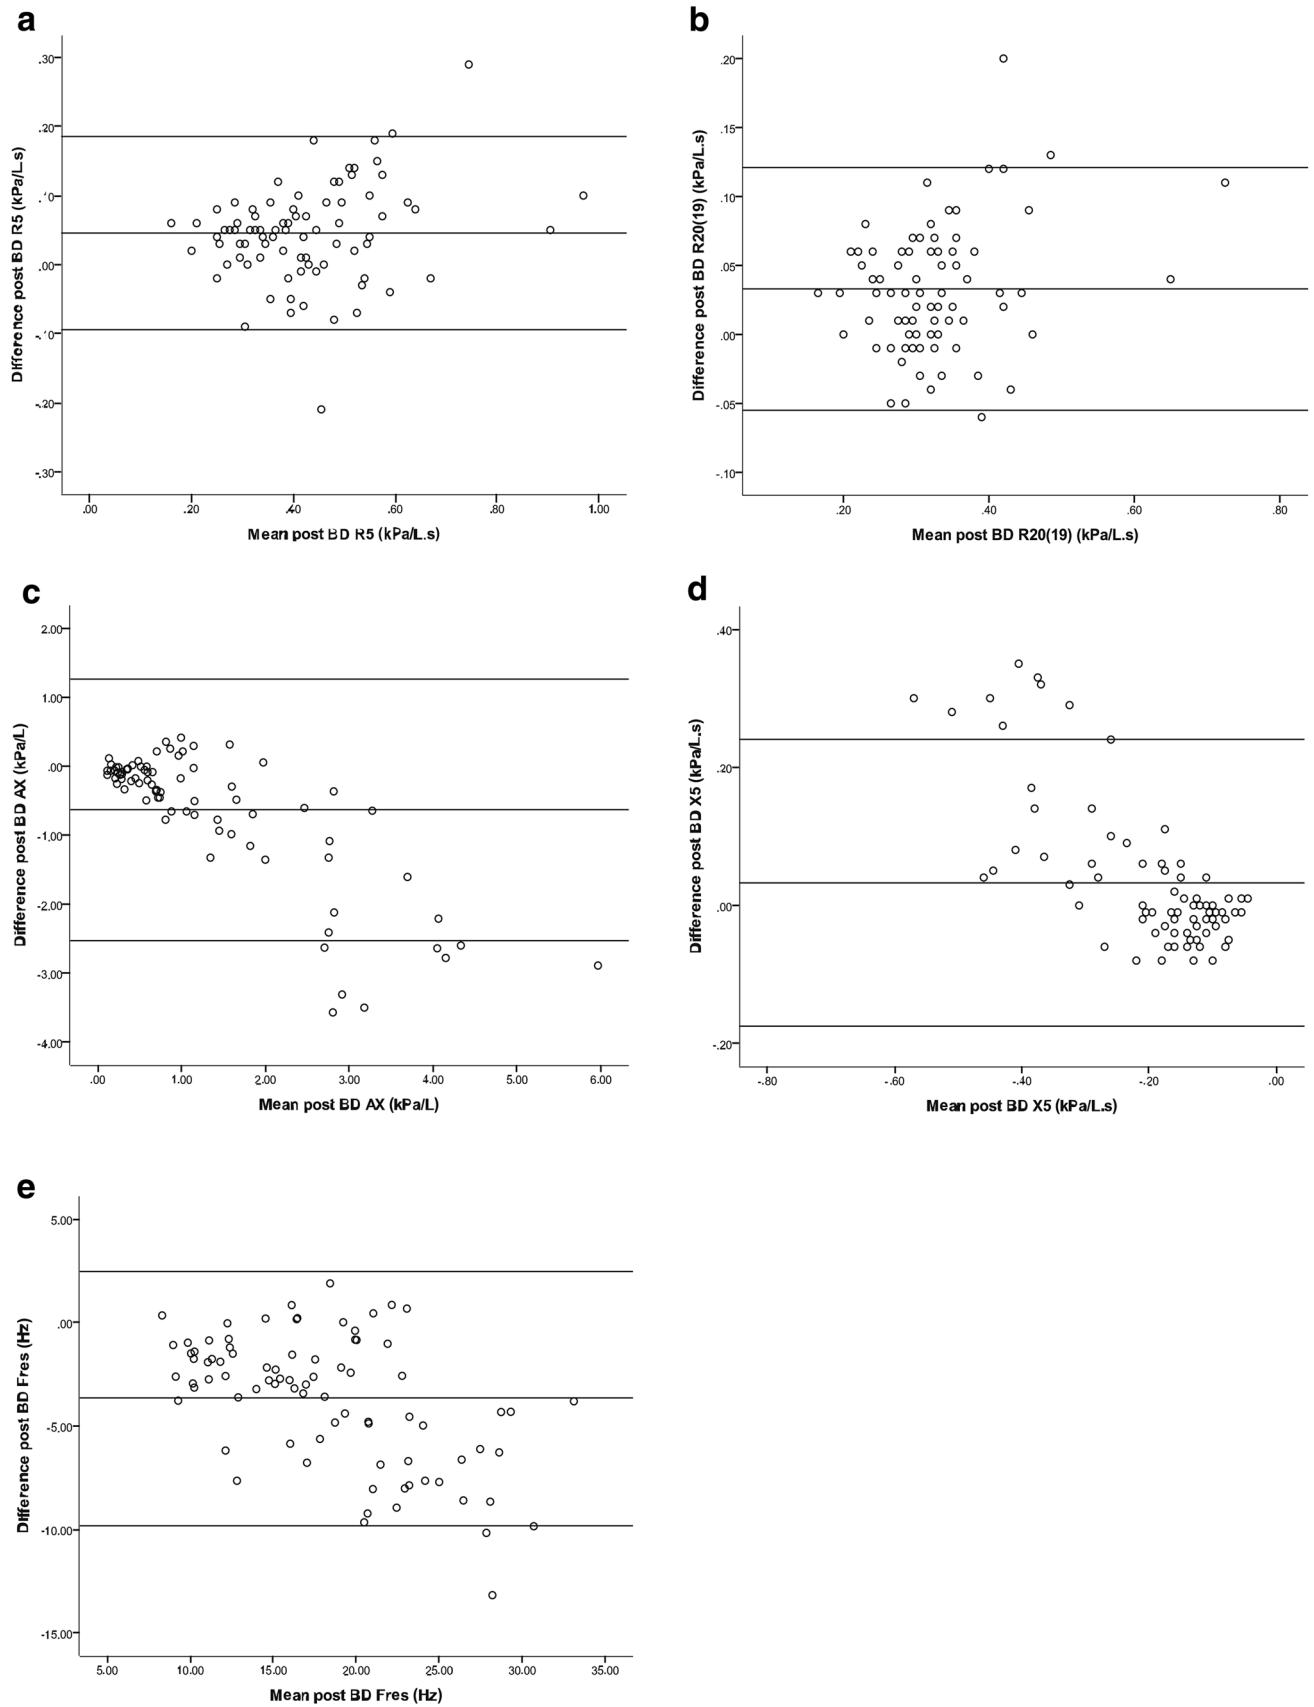 a
.30
.20
.10
.00
-.10
-.20
-.30
Difference post BD R5 (kPa/L.s)
.00 .20 .40 .60 .80 1.00
Mean post BD R5 (kPa/L.s)
b
.20
.15
.10
.05
.00
-.05
-.10
Difference post BD R20(19) (kPa/L.s)
.20 .40 .60 .80
Mean post BD R20(19) (kPa/L.s)
c
2.00
1.00
.00
-1.00
-2.00
-3.00
-4.00
Difference post BD AX (kPa/L)
.00 1.00 2.00 3.00 4.00 5.00 6.00
Mean post BD AX (kPa/L)
d
.40
.20
.00
-.20
Difference post BD X5 (kPa/L.s)
-.80 -.60 -.40 -.20 .00
Mean post BD X5 (kPa/L.s)
e
5.00
.00
-5.00
-10.00
-15.00
Difference post BD Fres (Hz)
5.00 10.00 15.00 20.00 25.00 30.00 35.00
Mean post BD Fres (Hz)